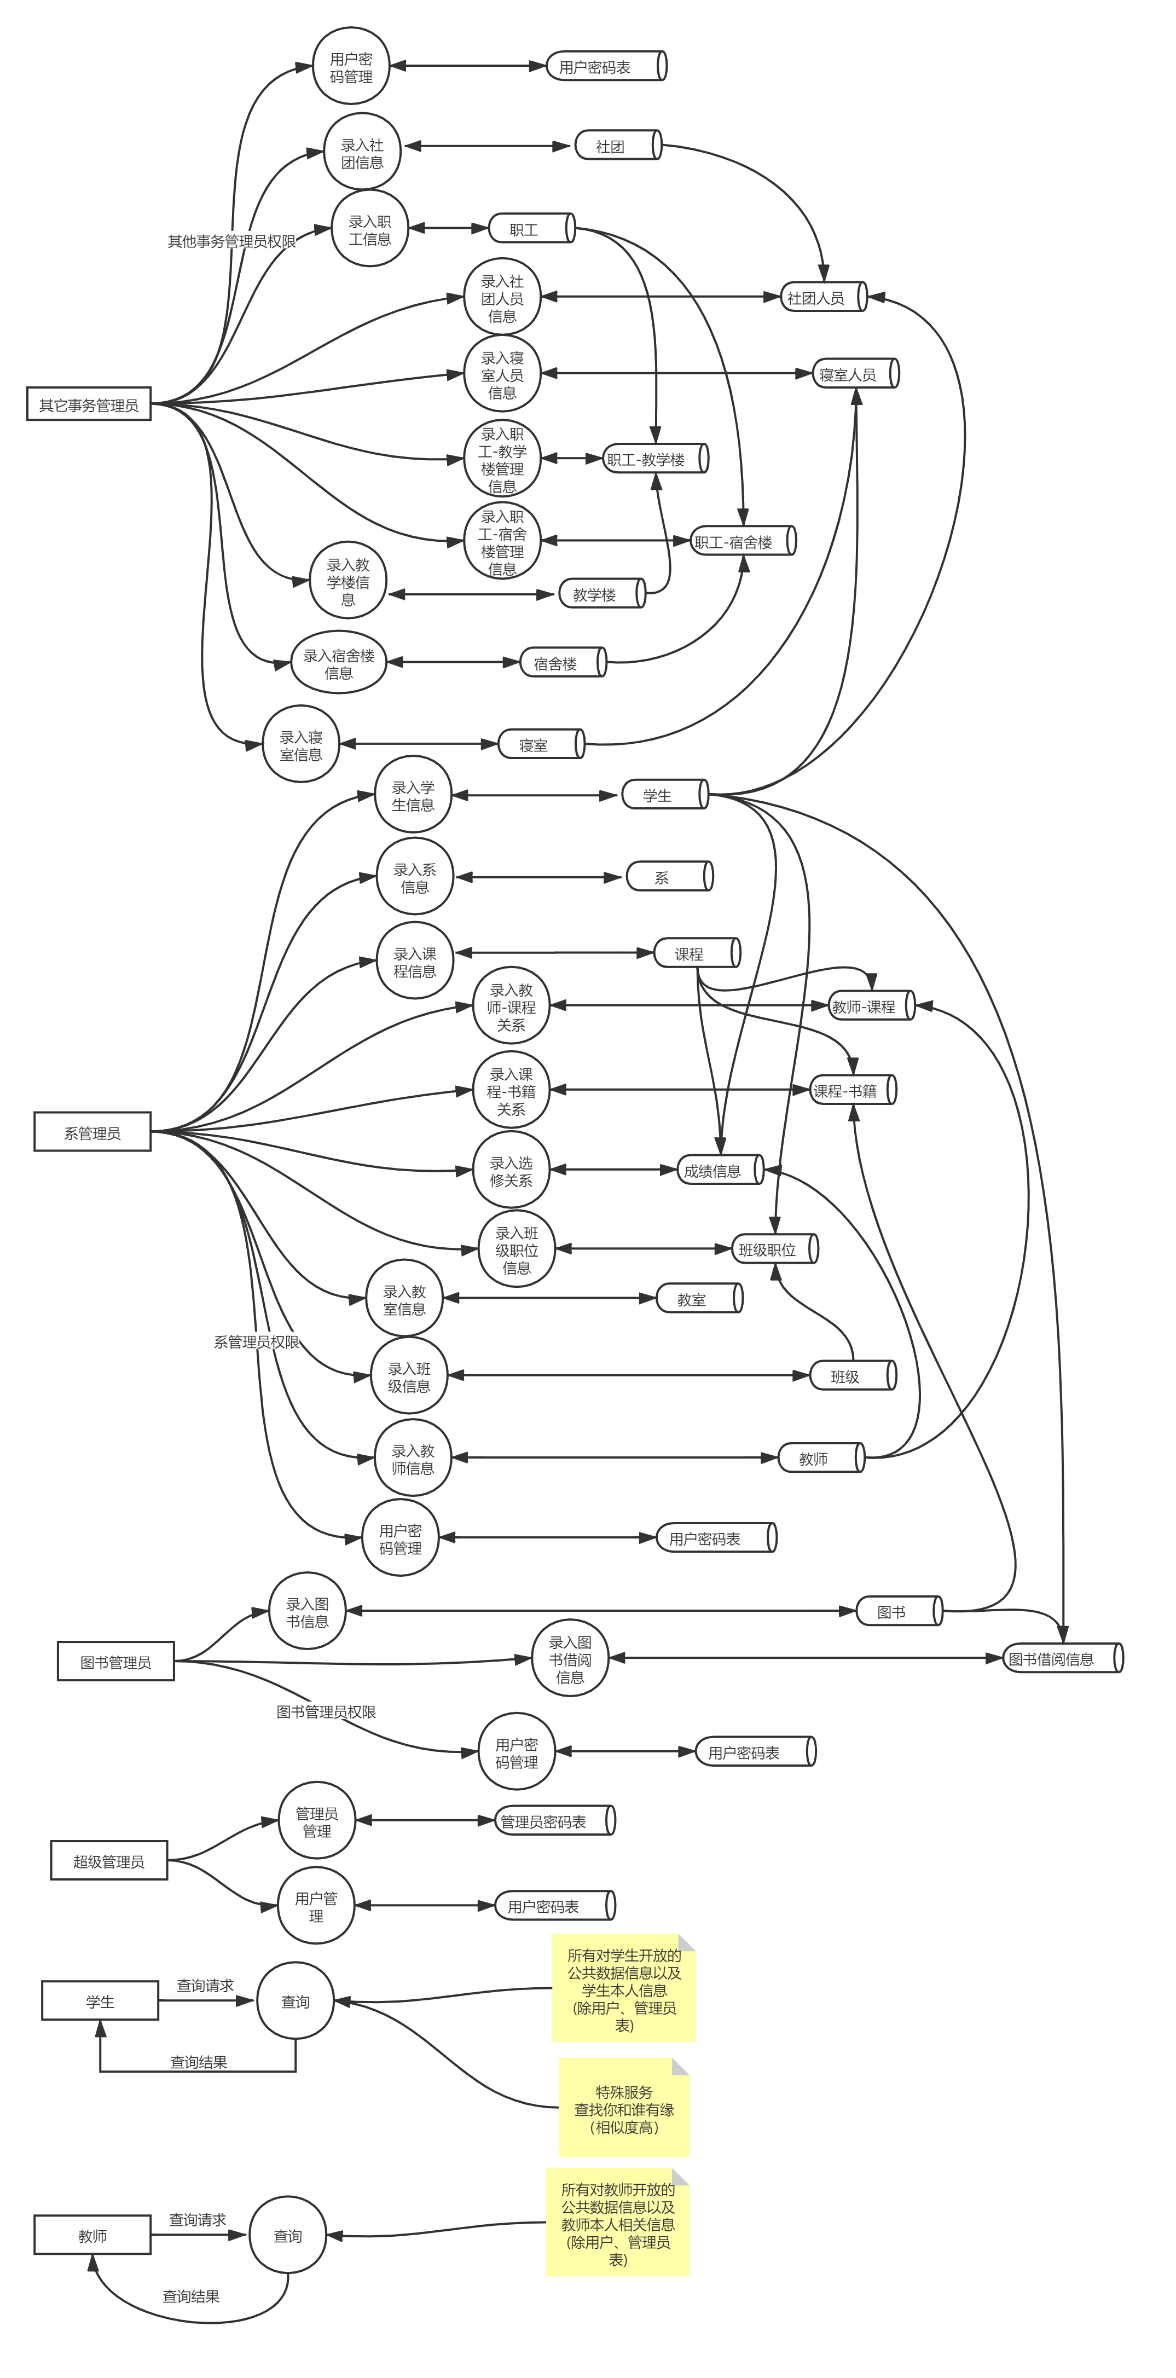 用户密
码管理
用户密码表
录入社
团信息
社团
录入职
工信息
职工
其他事务管理员权限
录入社
团人员
信息
社团人员
录入寝
室人员
信息
寝室人员
其它事务管理员
录入职
工-教学
楼管理
信息
职工-教学楼
录入职
工-宿舍
楼管理
信息
职工-宿舍楼
录入教
学楼信
息
教学楼
录入宿舍楼
信息
宿舍楼
录入寝
室信息
寝室
录入学
生信息
学生
录入系
信息
系
录入课
程信息
课程
录入教
师-课程
关系
教师-课程
录入课
程-书籍
关系
课程-书籍
系管理员
录入选
修关系
成绩信息
录入班
级职位
信息
班级职位
录入教
室信息
教室
系管理员权限
录入班
级信息
班级
录入教
师信息
教师
用户密
码管理
用户密码表
录入图
书信息
图书
图书管理员
录入图
书借阅
信息
图书借阅信息
图书管理员权限
用户密
码管理
用户密码表
管理员
管理
管理员密码表
超级管理员
用户管
理
用户密码表
学生
查询请求
查询
查询结果
所有对学生开放的
公共数据信息以及
学生本人信息
(除用户、管理员
表)
特殊服务
查找你和谁有缘
（相似度高）
教师
查询请求
查询
查询结果
所有对教师开放的
公共数据信息以及
教师本人相关信息
(除用户、管理员
表)